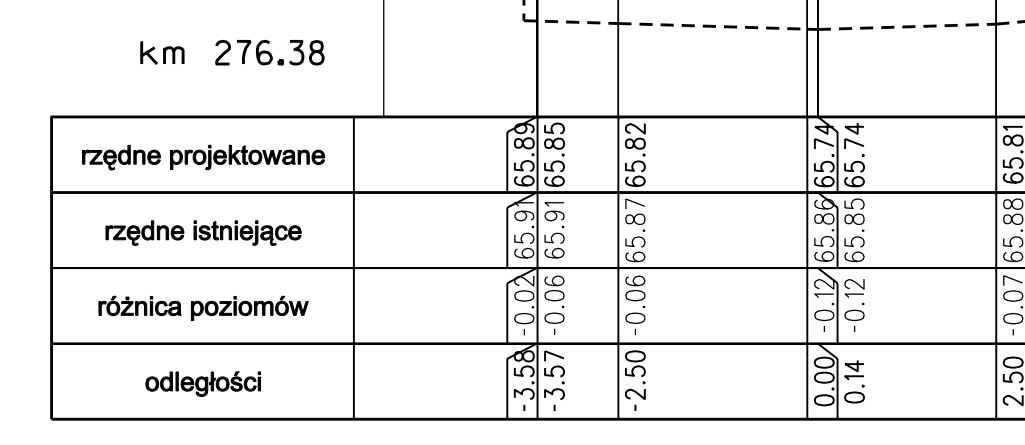 km 276.38
rzędne projektowane 65.89 65.85 65.82 65.74 65.74 65.81
rzędne istniejące 65.91 65.91 65.87 65.86 65.85 65.88
różnica poziomów -0.02 -0.06 -0.06 -0.12 -0.12 -0.07
odległości -3.58 -3.57 -2.50 0.00 0.14 2.50